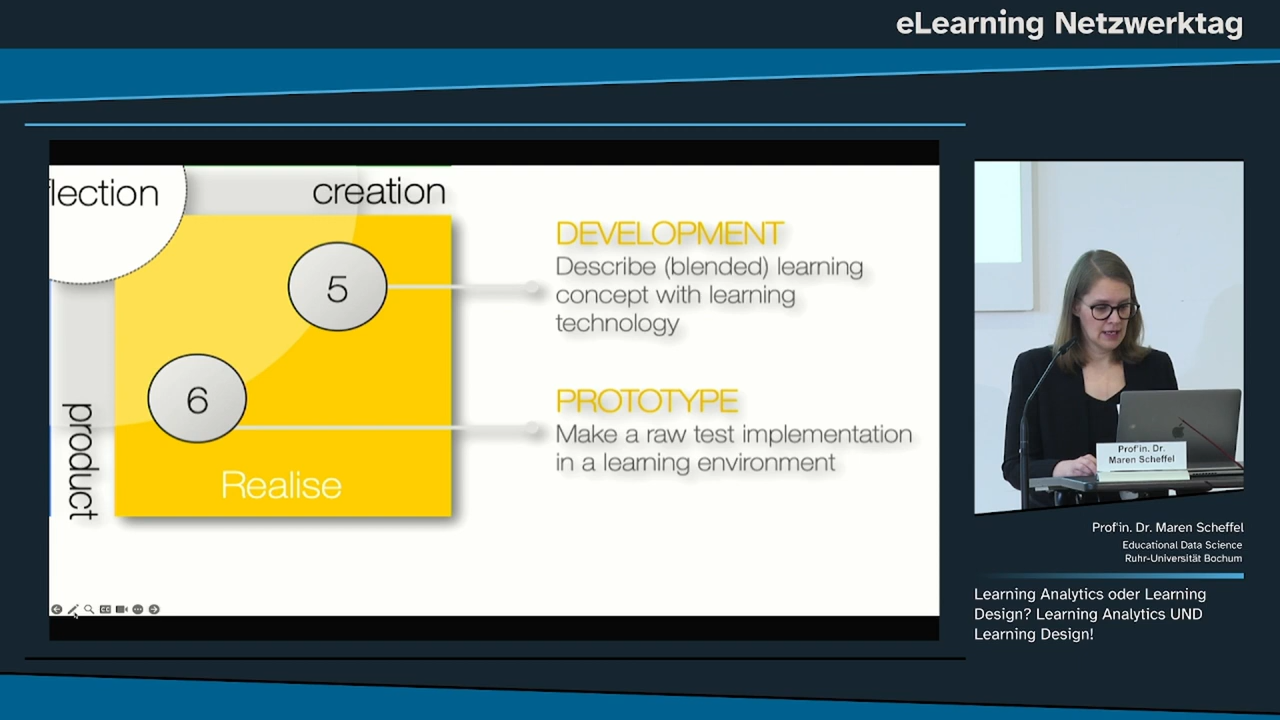 eLearning Netzwerktag
flection
creation
5
6
product
Realise
DEVELOPMENT
Describe (blended) learning
concept with learning
technology
PROTOTYPE
Make a raw test implementation
in a learning environment
Prof'in. Dr.
Maren Scheffel
Prof'in. Dr. Maren Scheffel
Educational Data Science
Ruhr-Universität Bochum
Learning Analytics oder Learning
Design? Learning Analytics UND
Learning Design!